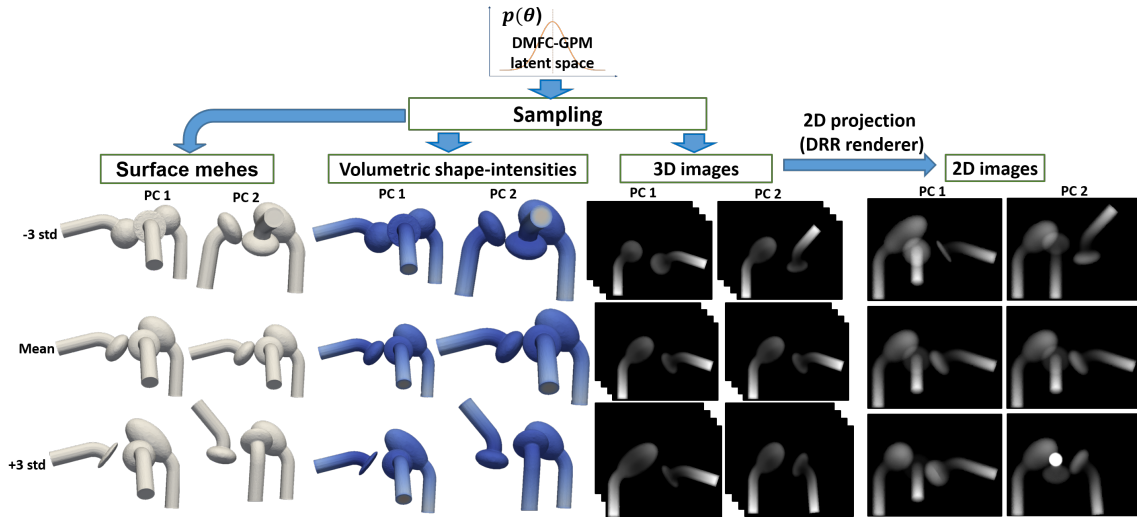 p(θ)
DMFC-GPM
latent space
Sampling
2D projection
(DRR renderer)
Surface mehes
Volumetric shape-intensities
3D images
2D images
PC 1
PC 2
PC 1
PC 2
PC 1
PC 2
PC 1
PC 2
-3 std
Mean
+3 std